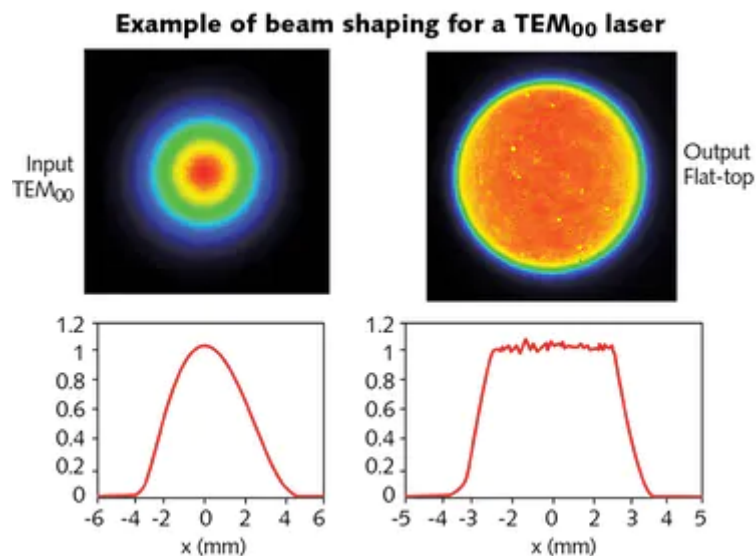 Example of beam shaping for a TEM₀₀ laser
Input
TEM₀₀
Output
Flat-top
1.2
1
0.8
0.6
0.4
0.2
0
-6 -4 -2 0 2 4 6
x (mm)
1.2
1
0.8
0.6
0.4
0.2
0
-5 -4 -3 -2 0 2 3 4 5
x (mm)